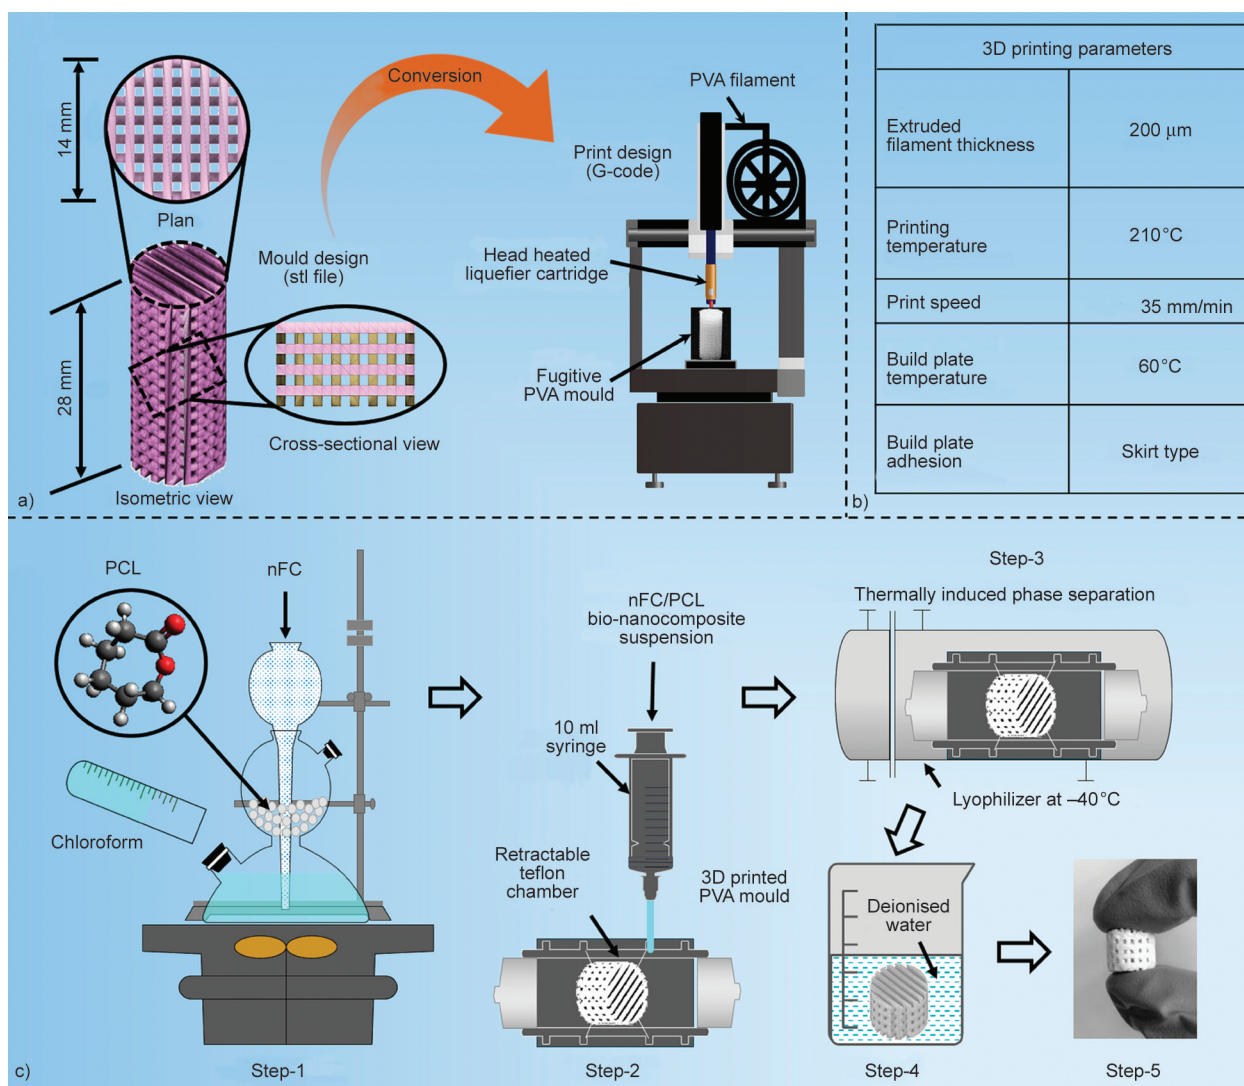 14 mm
Plan
Conversion
Mould design
(stl file)
28 mm
Cross-sectional view
Isometric view
a)
PVA filament
Print design
(G-code)
Head heated
liquefier cartridge
Fugitive
PVA mould
3D printing parameters
Extruded
filament thickness
200 μm
Printing
temperature
210°C
Print speed
35 mm/min
Build plate
temperature
60°C
Build plate
adhesion
Skirt type
b)
PCL
nFC
Chloroform
Step-1
c)
nFC/PCL
bio-nanocomposite
suspension
10 ml
syringe
Retractable
teflon
chamber
3D printed
PVA mould
Step-2
Step-3
Thermally induced phase separation
Lyophilizer at –40°C
Deionised
water
Step-4
Step-5